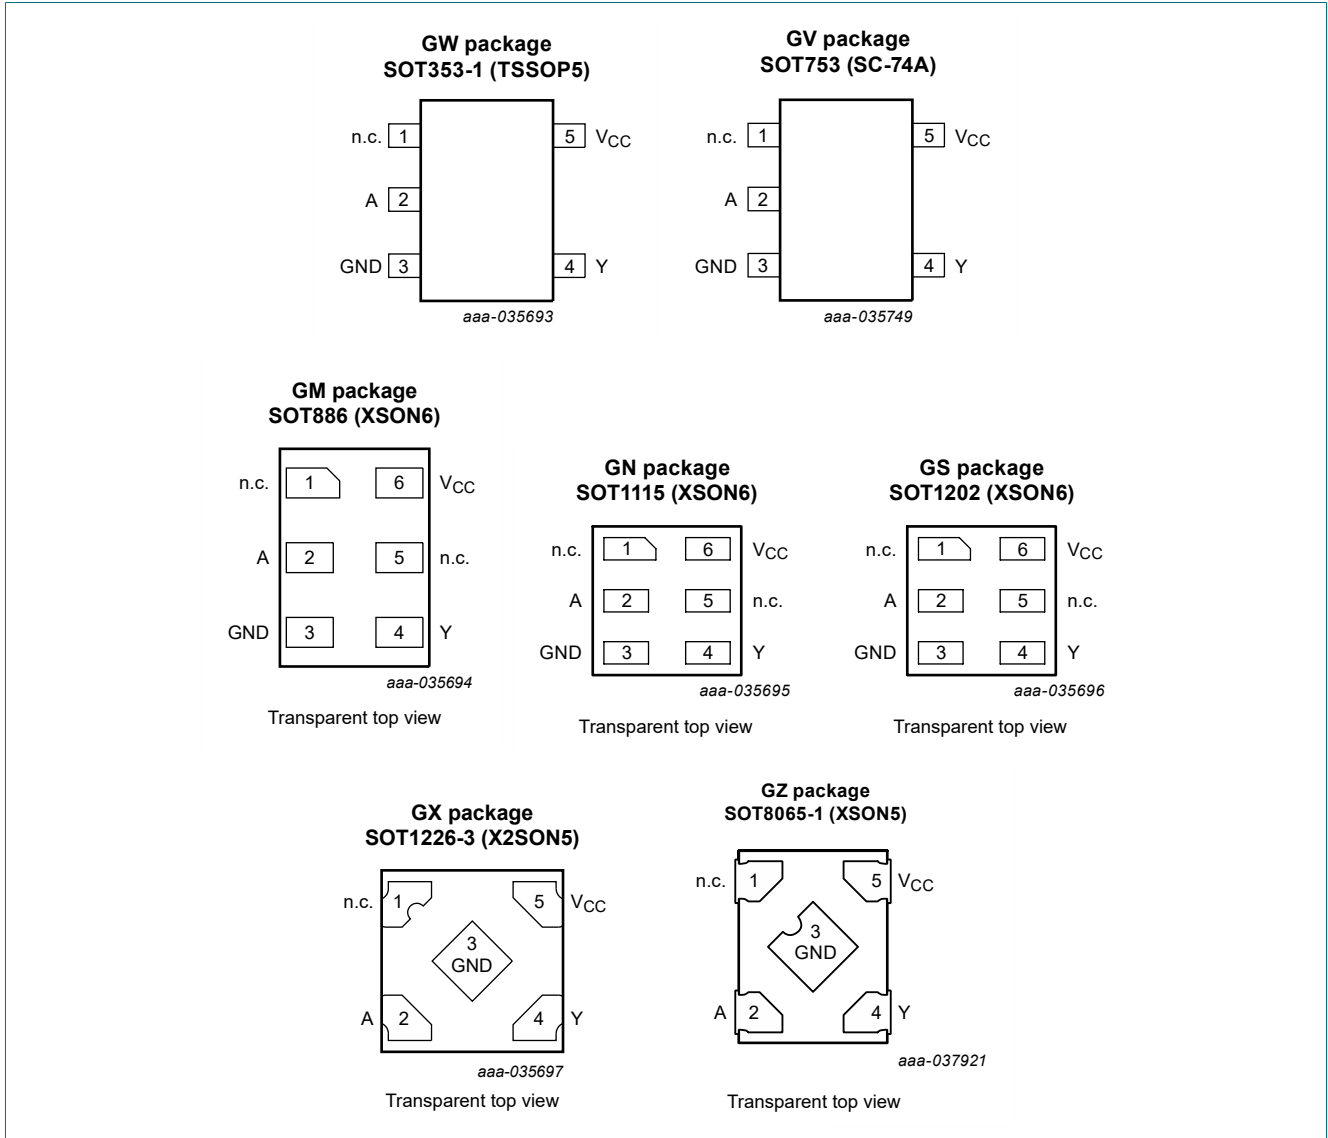 GW package
SOT353-1 (TSSOP5)
n.c. 1
5 VCC
A 2
GND 3
4 Y
aaa-035693
GV package
SOT753 (SC-74A)
n.c. 1
5 VCC
A 2
GND 3
4 Y
aaa-035749
GM package
SOT886 (XSON6)
n.c. 1
6 VCC
A 2
5 n.c.
GND 3
4 Y
aaa-035694
Transparent top view
GN package
SOT1115 (XSON6)
n.c. 1
6 VCC
A 2
5 n.c.
GND 3
4 Y
aaa-035695
Transparent top view
GS package
SOT1202 (XSON6)
n.c. 1
6 VCC
A 2
5 n.c.
GND 3
4 Y
aaa-035696
Transparent top view
GX package
SOT1226-3 (X2SON5)
n.c. 1
5 VCC
3
GND
A 2
4 Y
aaa-035697
Transparent top view
GZ package
SOT8065-1 (XSON5)
n.c. 1
5 VCC
3
GND
A 2
4 Y
aaa-037921
Transparent top view